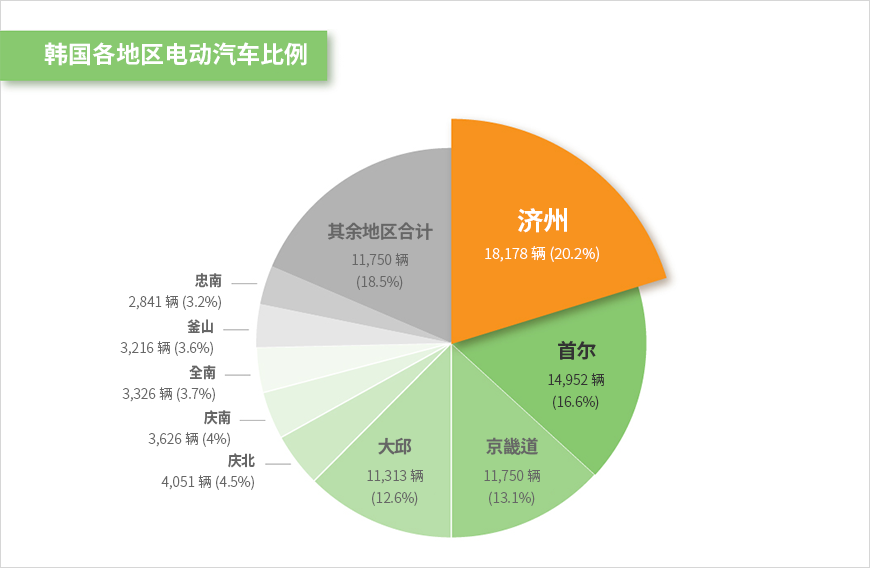 韩国各地区电动汽车比例
济州
18,178 辆 (20.2%)
首尔
14,952 辆
(16.6%)
京畿道
11,750 辆
(13.1%)
大邱
11,313 辆
(12.6%)
庆北
4,051 辆 (4.5%)
庆南
3,626 辆 (4%)
全南
3,326 辆 (3.7%)
釜山
3,216 辆 (3.6%)
忠南
2,841 辆 (3.2%)
其余地区合计
11,750 辆
(18.5%)